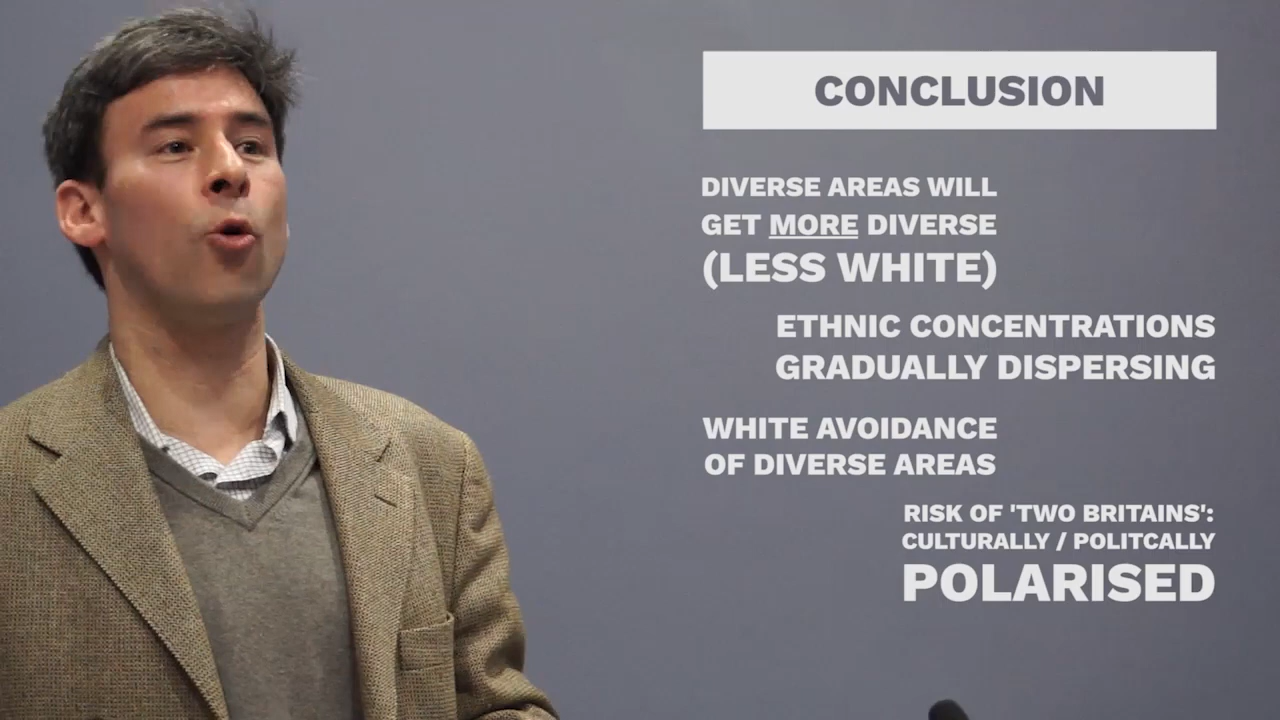 CONCLUSION
DIVERSE AREAS WILL
GET MORE DIVERSE
(LESS WHITE)
ETHNIC CONCENTRATIONS
GRADUALLY DISPERSING
WHITE AVOIDANCE
OF DIVERSE AREAS
RISK OF 'TWO BRITAINS':
CULTURALLY / POLITCALLY
POLARISED